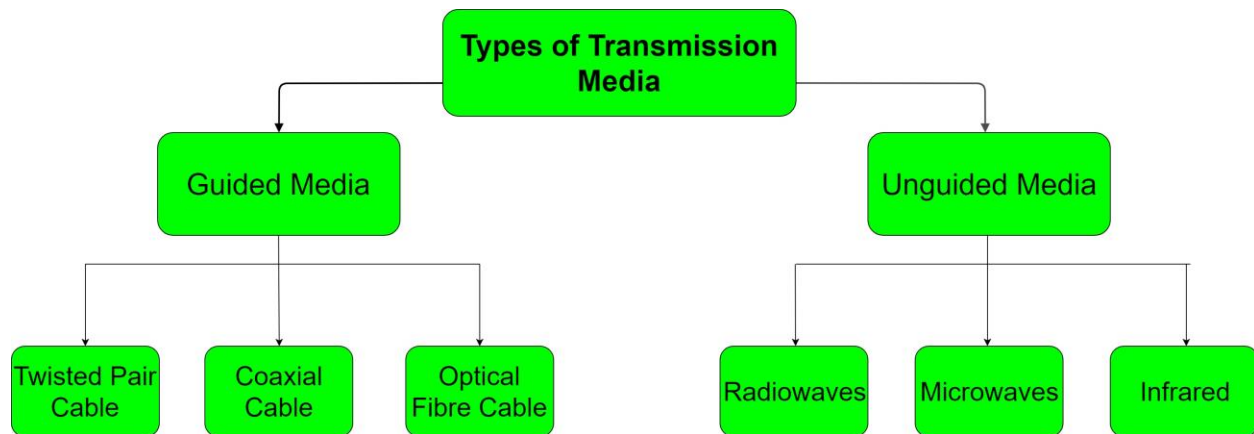 Types of Transmission
Media
Guided Media
Unguided Media
Twisted Pair
Cable
Coaxial
Cable
Optical
Fibre Cable
Radiowaves
Microwaves
Infrared